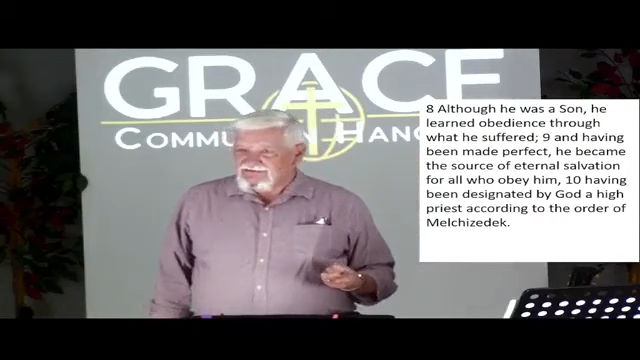 GRACE
COMMUN
8 Although he was a Son, he
learned obedience through
what he suffered; 9 and having
been made perfect, he became
the source of eternal salvation
for all who obey him, 10 having
been designated by God a high
priest according to the order of
Melchizedek.